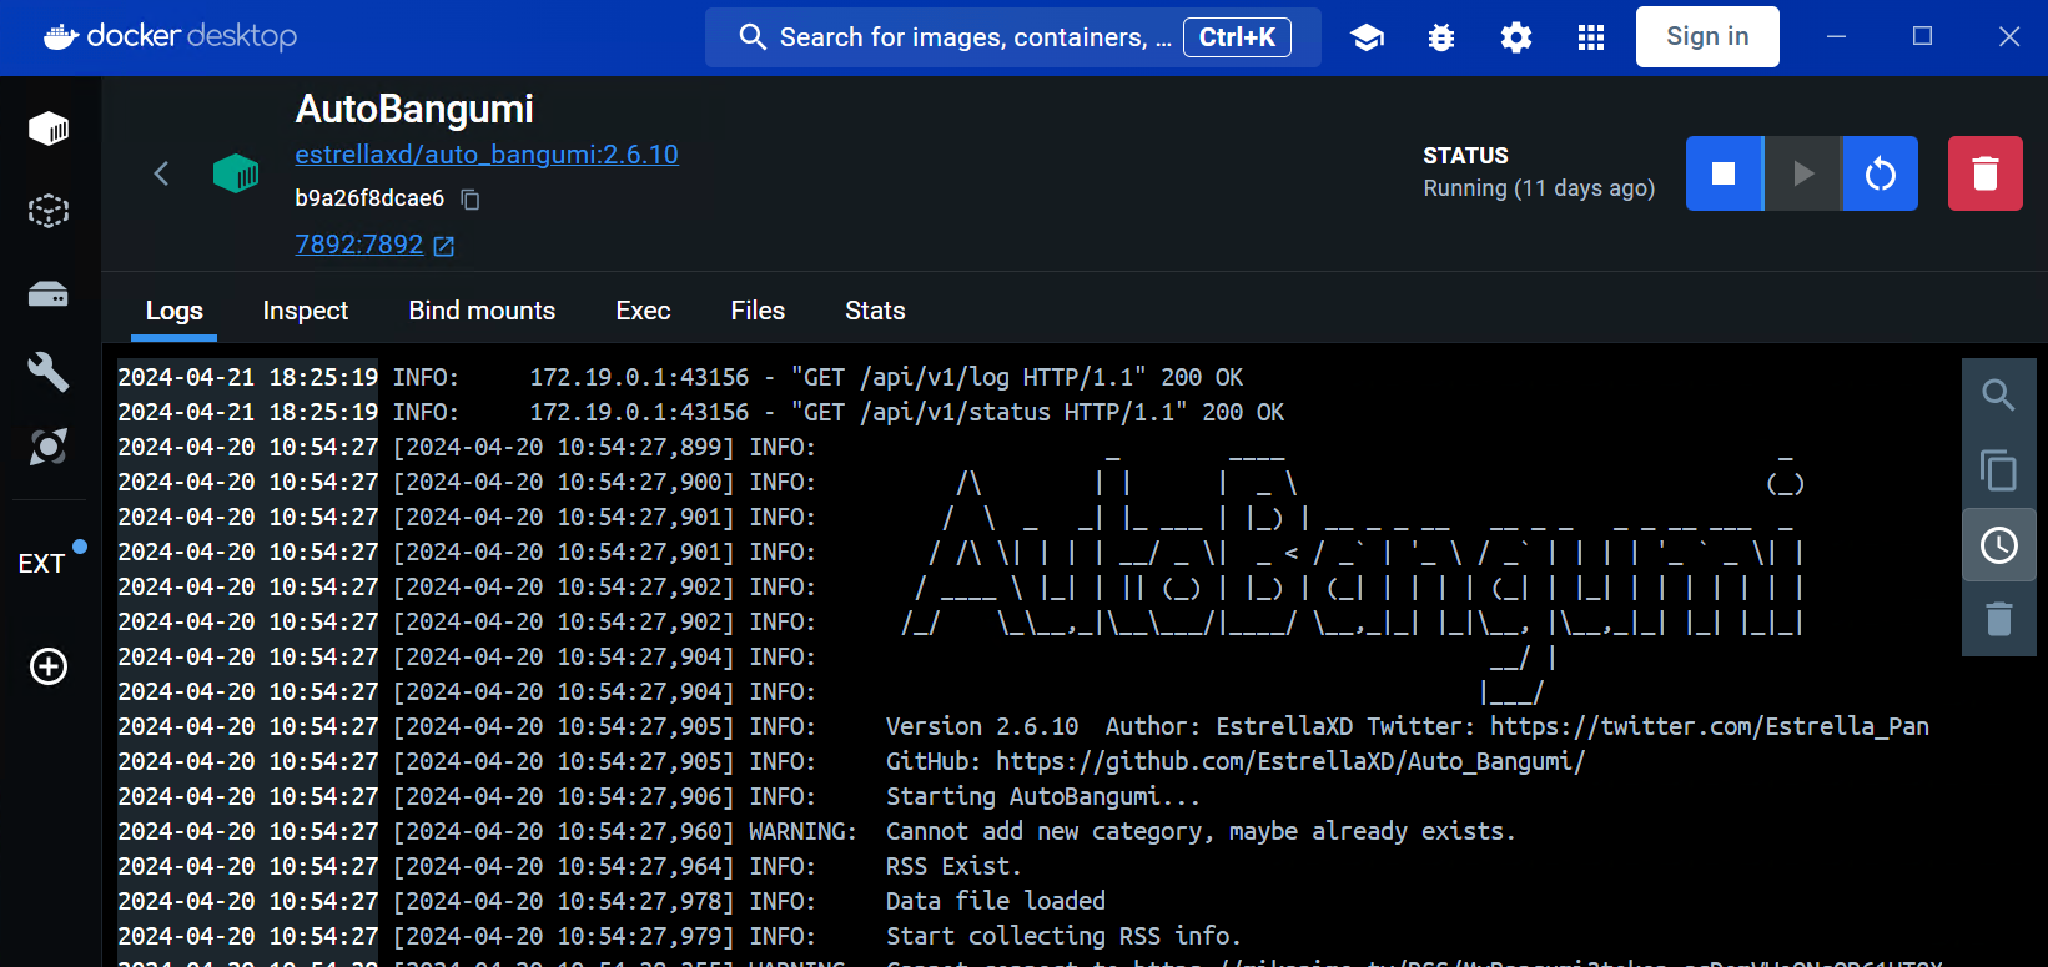 docker desktop
Search for images, containers, ... Ctrl+K
Sign in
AutoBangumi
estrellaxd/auto_bangumi:2.6.10
b9a26f8dcae6
7892:7892
STATUS
Running (11 days ago)
EXT
Logs Inspect Bind mounts Exec Files Stats
2024-04-21 18:25:19 INFO:     172.19.0.1:43156 - "GET /api/v1/log HTTP/1.1" 200 OK
2024-04-21 18:25:19 INFO:     172.19.0.1:43156 - "GET /api/v1/status HTTP/1.1" 200 OK
2024-04-20 10:54:27 [2024-04-20 10:54:27,899] INFO:
2024-04-20 10:54:27 [2024-04-20 10:54:27,900] INFO:
2024-04-20 10:54:27 [2024-04-20 10:54:27,901] INFO:
2024-04-20 10:54:27 [2024-04-20 10:54:27,901] INFO:
2024-04-20 10:54:27 [2024-04-20 10:54:27,902] INFO:
2024-04-20 10:54:27 [2024-04-20 10:54:27,902] INFO:
2024-04-20 10:54:27 [2024-04-20 10:54:27,904] INFO:
2024-04-20 10:54:27 [2024-04-20 10:54:27,904] INFO:
AutoBangumi
2024-04-20 10:54:27 [2024-04-20 10:54:27,905] INFO:     Version 2.6.10  Author: EstrellaXD Twitter: https://twitter.com/Estrella_Pan
2024-04-20 10:54:27 [2024-04-20 10:54:27,905] INFO:     GitHub: https://github.com/EstrellaXD/Auto_Bangumi/
2024-04-20 10:54:27 [2024-04-20 10:54:27,906] INFO:     Starting AutoBangumi...
2024-04-20 10:54:27 [2024-04-20 10:54:27,960] WARNING:  Cannot add new category, maybe already exists.
2024-04-20 10:54:27 [2024-04-20 10:54:27,964] INFO:     RSS Exist.
2024-04-20 10:54:27 [2024-04-20 10:54:27,978] INFO:     Data file loaded
2024-04-20 10:54:27 [2024-04-20 10:54:27,979] INFO:     Start collecting RSS info.